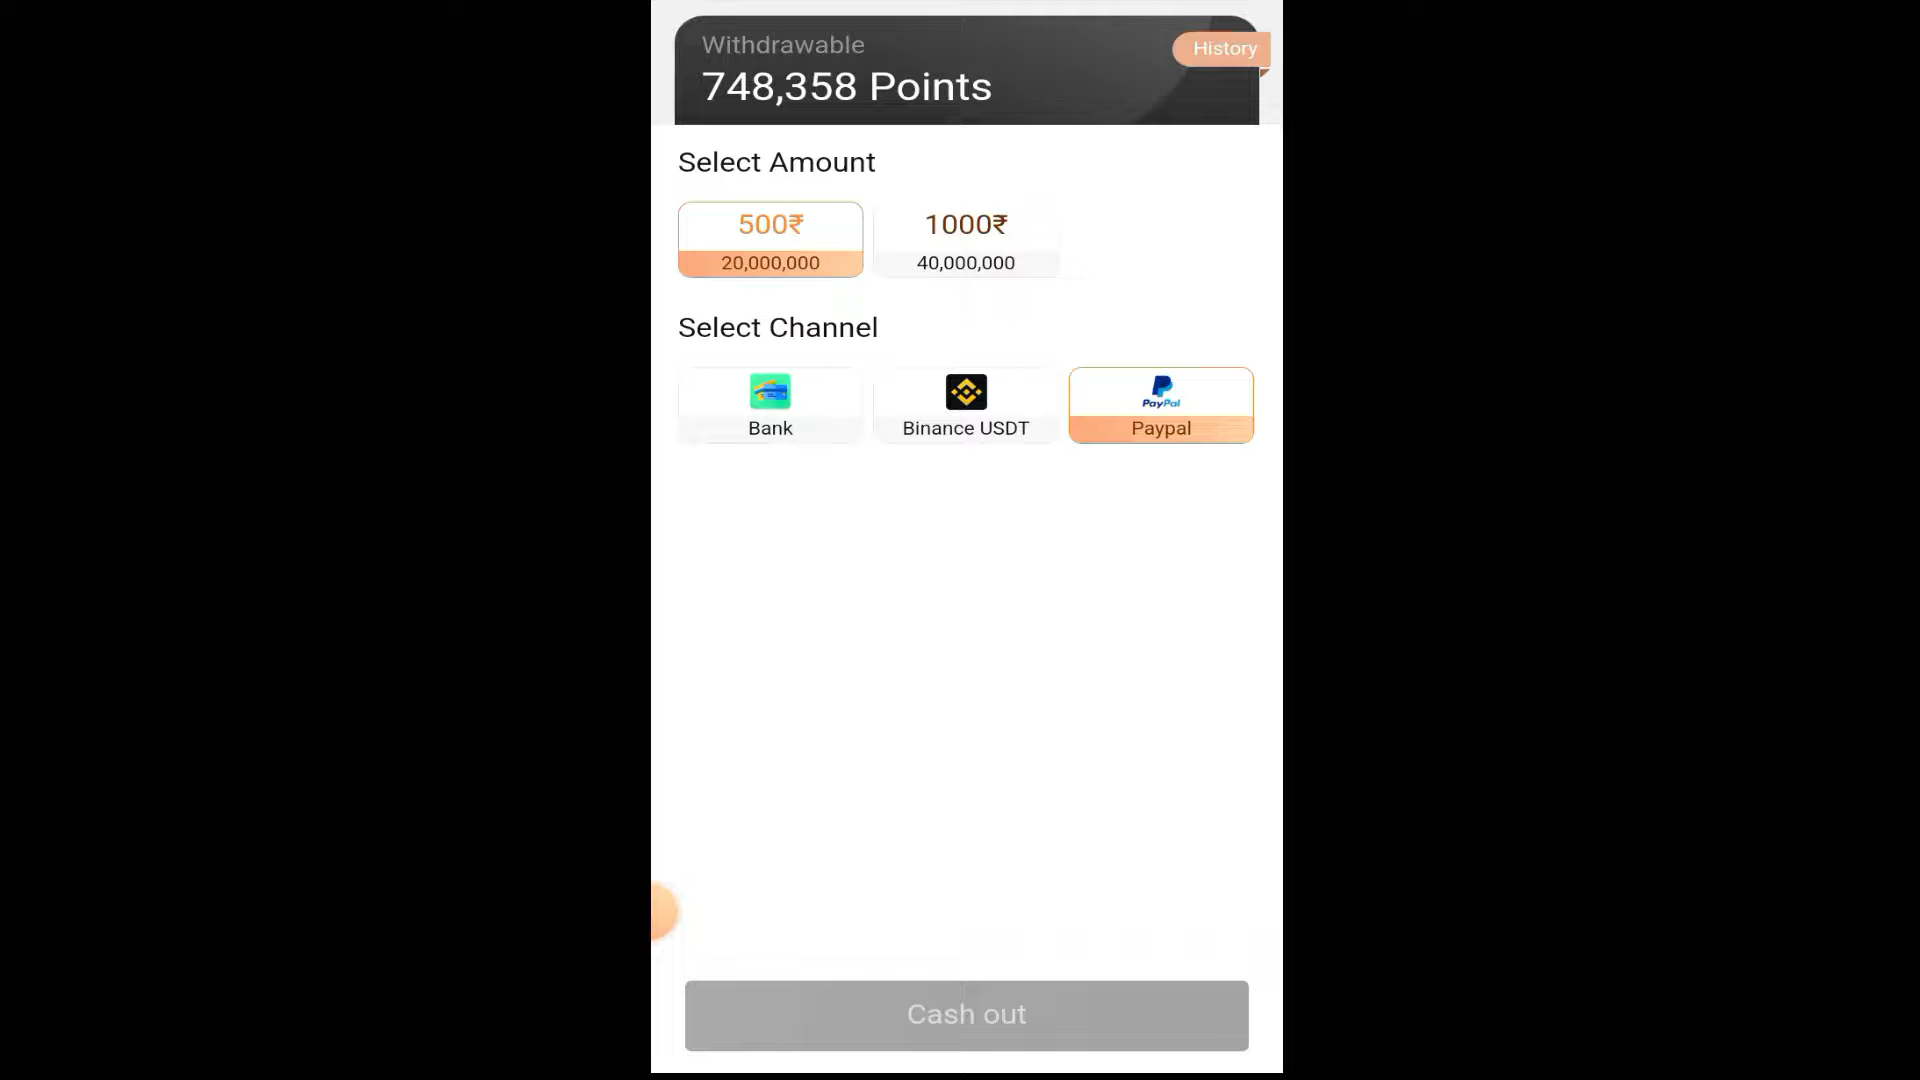 Withdrawable
History
748,358 Points
Select Amount
500₹
1000₹
20,000,000
40,000,000
Select Channel
PayPal
Bank
Binance USDT
Paypal
Cash out